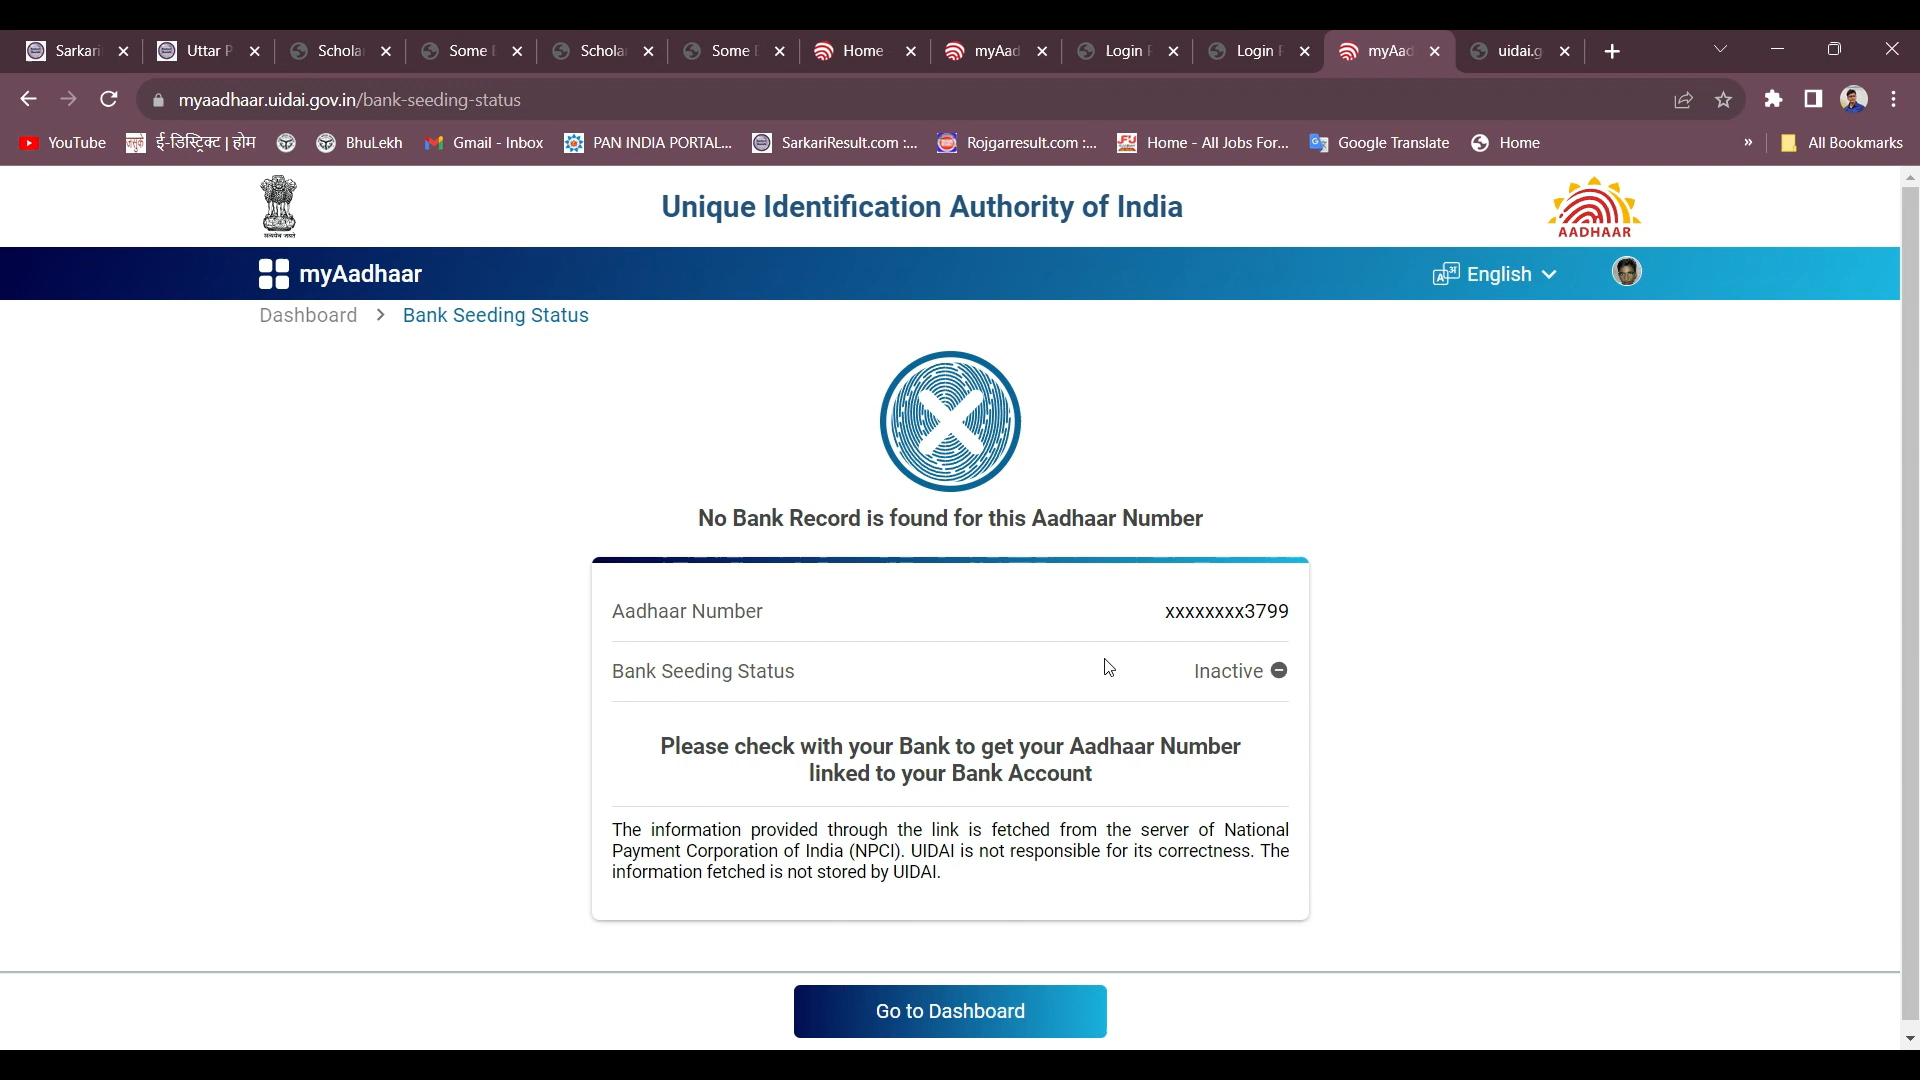 Sarkari
Uttar P
Schola
Some
Schola
Some
Home
myAad
Login
Login
myAad
uidai.g
myaadhaar.uidai.gov.in/bank-seeding-status
YouTube
ई-डिस्ट्रिक्ट | होम
BhuLekh
Gmail - Inbox
PAN INDIA PORTAL...
SarkariResult.com :...
Rojgarresult.com :...
Home - All Jobs For...
Google Translate
Home
»
All Bookmarks
सत्यमेव जयते
Unique Identification Authority of India
AADHAAR
myAadhaar
English
Dashboard > Bank Seeding Status
No Bank Record is found for this Aadhaar Number
Aadhaar Number xxxxxxxx3799
Bank Seeding Status Inactive
Please check with your Bank to get your Aadhaar Number
linked to your Bank Account
The information provided through the link is fetched from the server of National
Payment Corporation of India (NPCI). UIDAI is not responsible for its correctness. The
information fetched is not stored by UIDAI.
Go to Dashboard